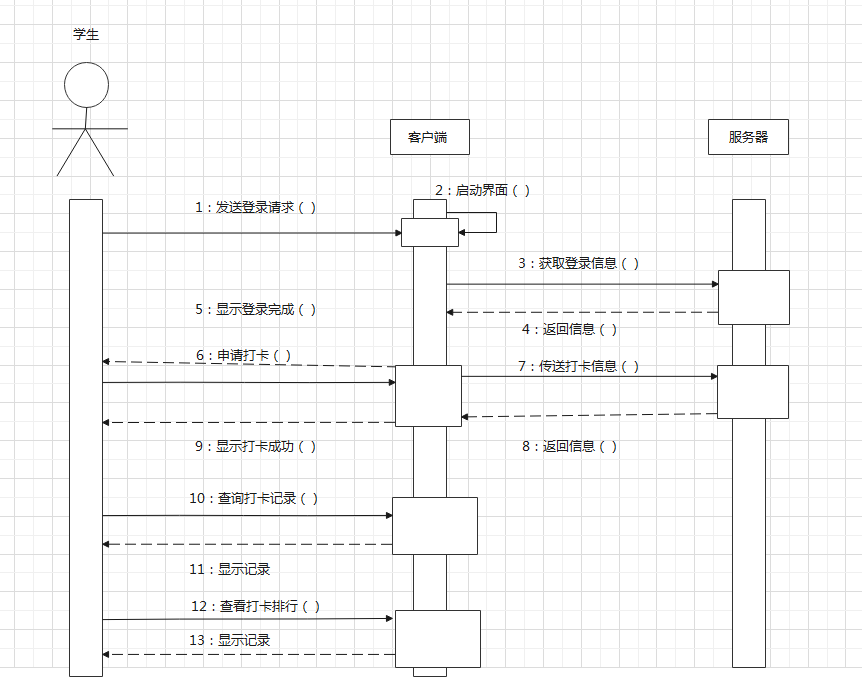 学生
客户端
服务器
2：启动界面（ ）
1：发送登录请求（ ）
3：获取登录信息（ ）
5：显示登录完成（ ）
4：返回信息（ ）
6：申请打卡（ ）
7：传送打卡信息（ ）
9：显示打卡成功（ ）
8：返回信息（ ）
10：查询打卡记录（ ）
11：显示记录
12：查看打卡排行（ ）
13：显示记录